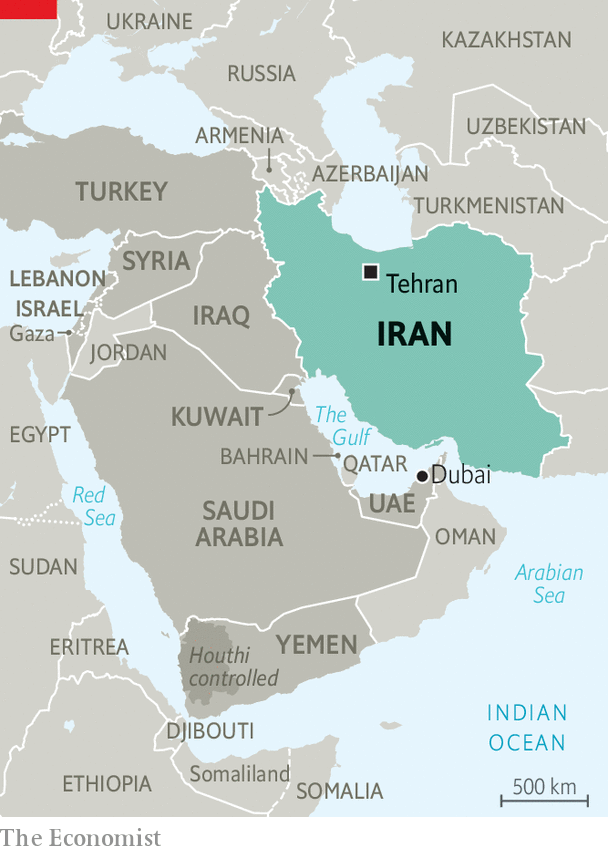 UKRAINE
KAZAKHSTAN
RUSSIA
UZBEKISTAN
ARMENIA
AZERBAIJAN
TURKEY
TURKMENISTAN
SYRIA
LEBANON
Tehran
ISRAEL
IRAQ
Gaza
IRAN
JORDAN
KUWAIT
The
Gulf
EGYPT
BAHRAIN
QATAR
Dubai
Red
Sea
UAE
SAUDI
ARABIA
OMAN
SUDAN
Arabian
Sea
ERITREA
YEMEN
Houthi
controlled
INDIAN
OCEAN
DJIBOUTI
Somaliland
ETHIOPIA
SOMALIA
500 km
The Economist